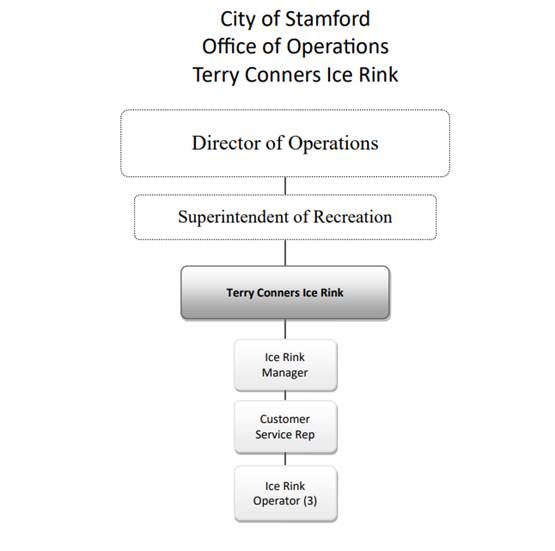 City of Stamford
Office of Operations
Terry Conners Ice Rink
Director of Operations
Superintendent of Recreation
Terry Conners Ice Rink
Ice Rink
Manager
Customer
Service Rep
Ice Rink
Operator (3)